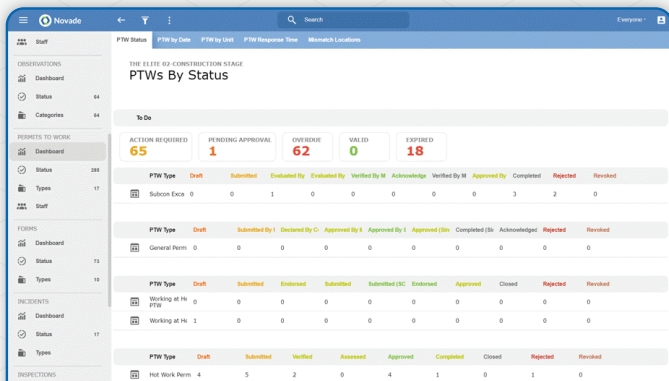 Novade
Search
Everyone
Staff
PTW Status PTW by Date PTW by Unit PTW Response Time Mismatch Locations
OBSERVATIONS
Dashboard
Status 64
Categories 64
PERMITS TO WORK
Dashboard
Status 288
Types 17
Staff
FORMS
Dashboard
Status 73
Types 10
INCIDENTS
Dashboard
Status 17
Types
INSPECTIONS
THE ELITE 02-CONSTRUCTION STAGE
PTWs By Status
To Do
ACTION REQUIRED PENDING APPROVAL OVERDUE VALID EXPIRED
65 1 62 0 18
PTW Type Draft Submitted Evaluated By Evaluated By Verified By M Acknowledge Verified By M Approved By Completed Rejected Revoked
Subcon Exca 0 0 1 0 0 0 0 0 3 2 0
PTW Type Draft Submitted By Declared By C Approved By Approved By Approved (Sit Completed (Si Acknowledged Rejected Revoked
General Perm 0 0 0 0 0 0 0 0 0 0
PTW Type Draft Submitted Endorsed Submitted Submitted (SC Endorsed Approved Closed Rejected Revoked
Working at He PTW 0 0 0 0 0 0 0 0 0 0
Working at He 1 0 0 0 0 0 0 0 0 0
PTW Type Draft Submitted Verified Assessed Approved Completed Closed Rejected Revoked
Hot Work Perm 4 5 2 0 4 1 0 1 0